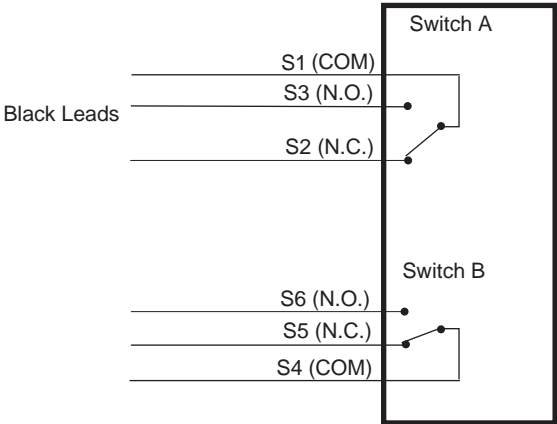 Switch A
S1 (COM)
S3 (N.O.)
Black Leads
S2 (N.C.)
Switch B
S6 (N.O.)
S5 (N.C.)
S4 (COM)